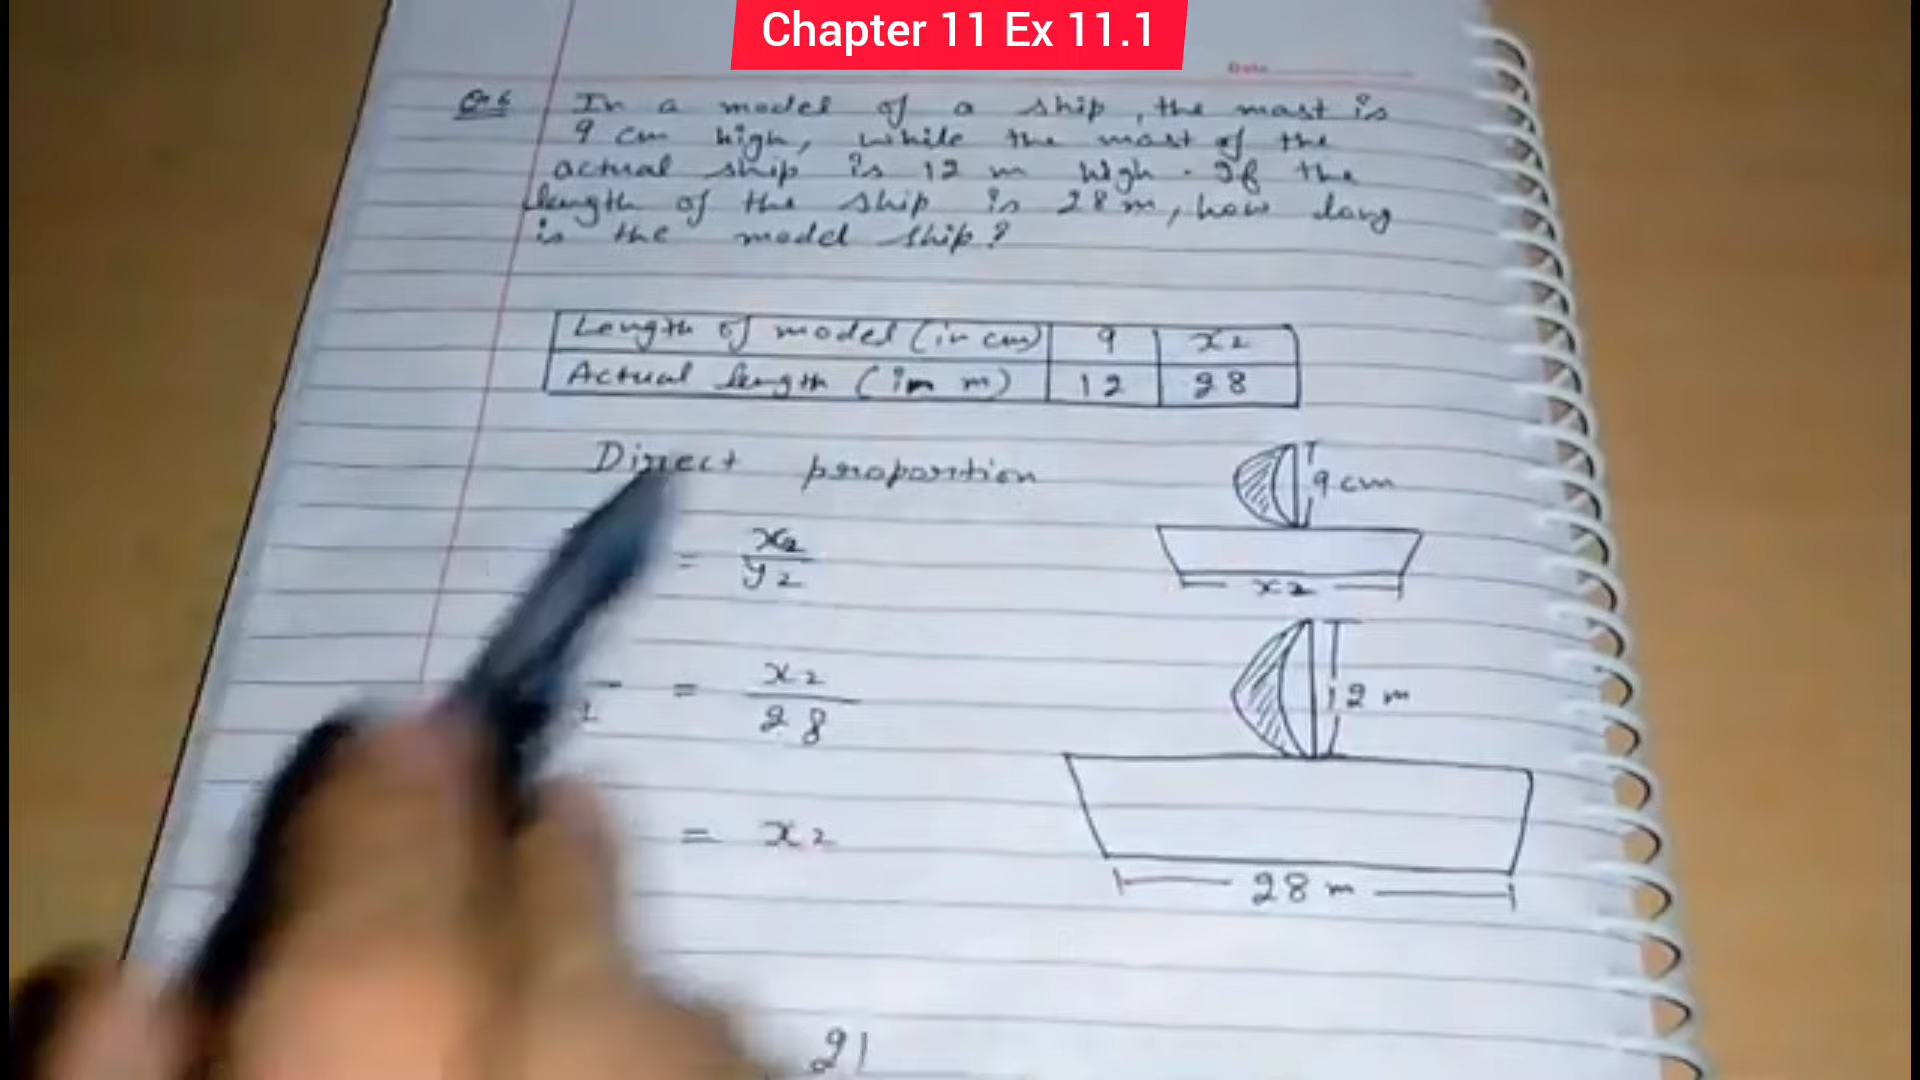 Chapter 11 Ex 11.1
Date
Q.6 In a model of a ship, the mast is
9 cm high, while the mast of the
actual ship is 12 m high. If the
length of the ship is 28 m, how long
is the model ship?
Length of model (in cm) 9 x2
Actual length (in m) 12 28
Direct proportion
9 cm
= x2
y2
x2
12 m
= x2
28
= x2
28 m
21